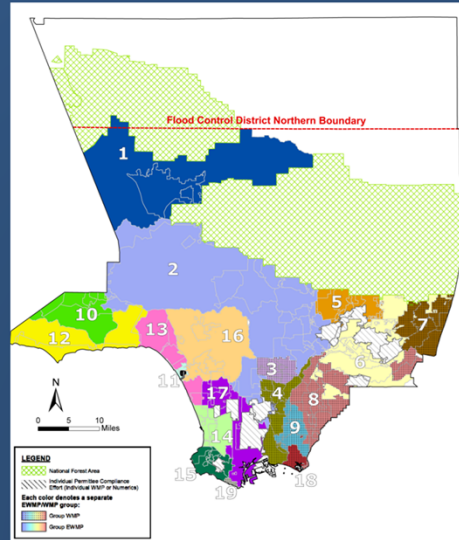 Flood Control District Northern Boundary
1
2
5
7
10
13
16
6
12
3
11
4
8
17
9
14
15
18
19
N
0 5 10
Miles
LEGEND
National Forest Area
Individual Permittee Compliance
Effort (Individual WMP or Numerics)
Each color denotes a separate
EWMP/WMP group:
Group WMP
Group EWMP